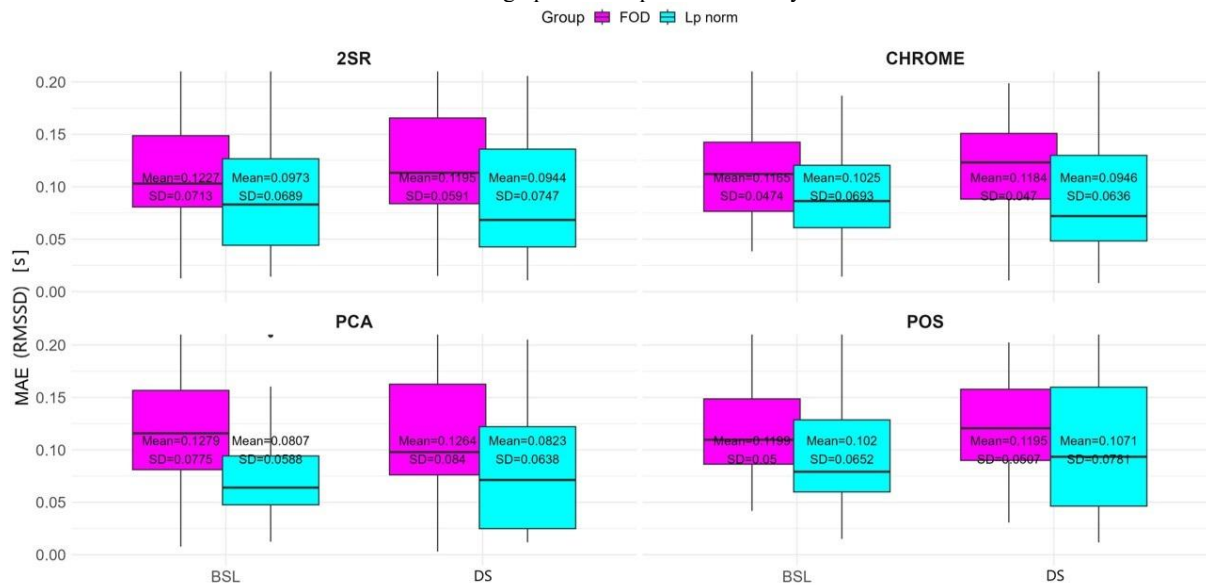 Group FOD Lp norm
2SR CHROME
0.20
0.15
Mean=0.1227 Mean=0.0973 Mean=0.1195 Mean=0.0944 Mean=0.1165 Mean=0.1025 Mean=0.1184 Mean=0.0946
0.10
SD=0.0713 SD=0.0689 SD=0.0591 SD=0.0747 SD=0.0474 SD=0.0693 SD=0.047 SD=0.0636
0.05
0.00
MAE (RMSSD) [s]
PCA POS
0.20
0.15
Mean=0.1279 Mean=0.0807 Mean=0.1264 Mean=0.0823 Mean=0.1199 Mean=0.102 Mean=0.1195 Mean=0.1071
0.10
SD=0.0775 SD=0.0588 SD=0.084 SD=0.0638 SD=0.05 SD=0.0652 SD=0.0507 SD=0.0781
0.05
0.00
BSL DS BSL DS